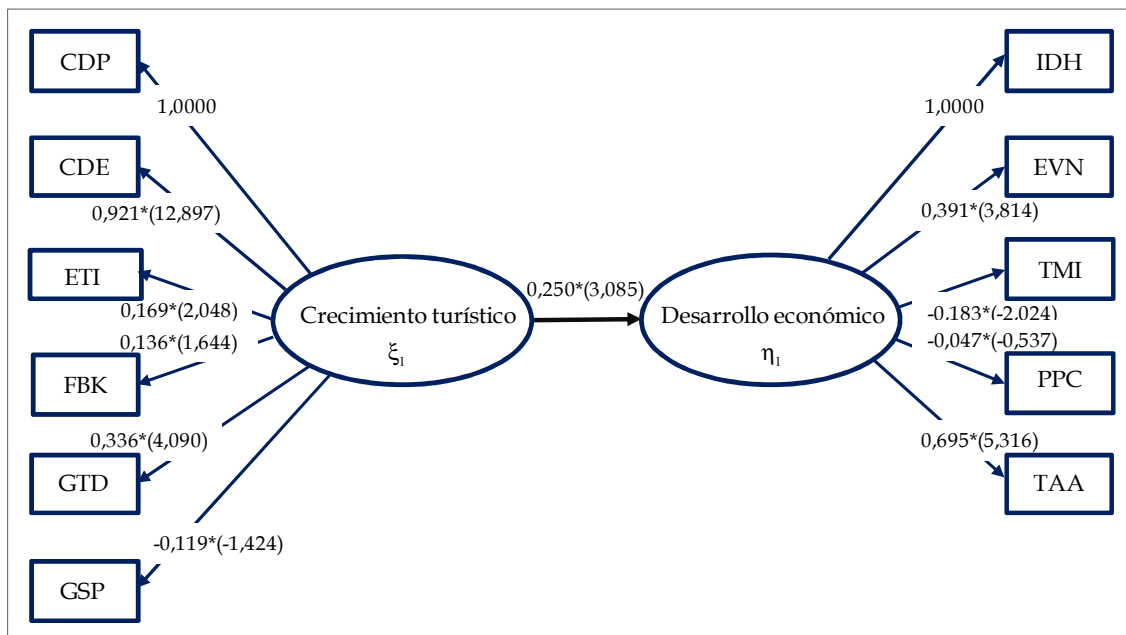 CDP
1,0000
CDE
0,921*(12,897)
ETI
0,169*(2,048)
0,136*(1,644)
FBK
0,336*(4,090)
GTD
-0,119*(-1,424)
GSP
Crecimiento turístico
ξ1
0,250*(3,085)
Desarrollo económico
η1
IDH
1,0000
EVN
0,391*(3,814)
TMI
-0.183*(-2.024)
-0,047*(-0,537)
PPC
0,695*(5,316)
TAA